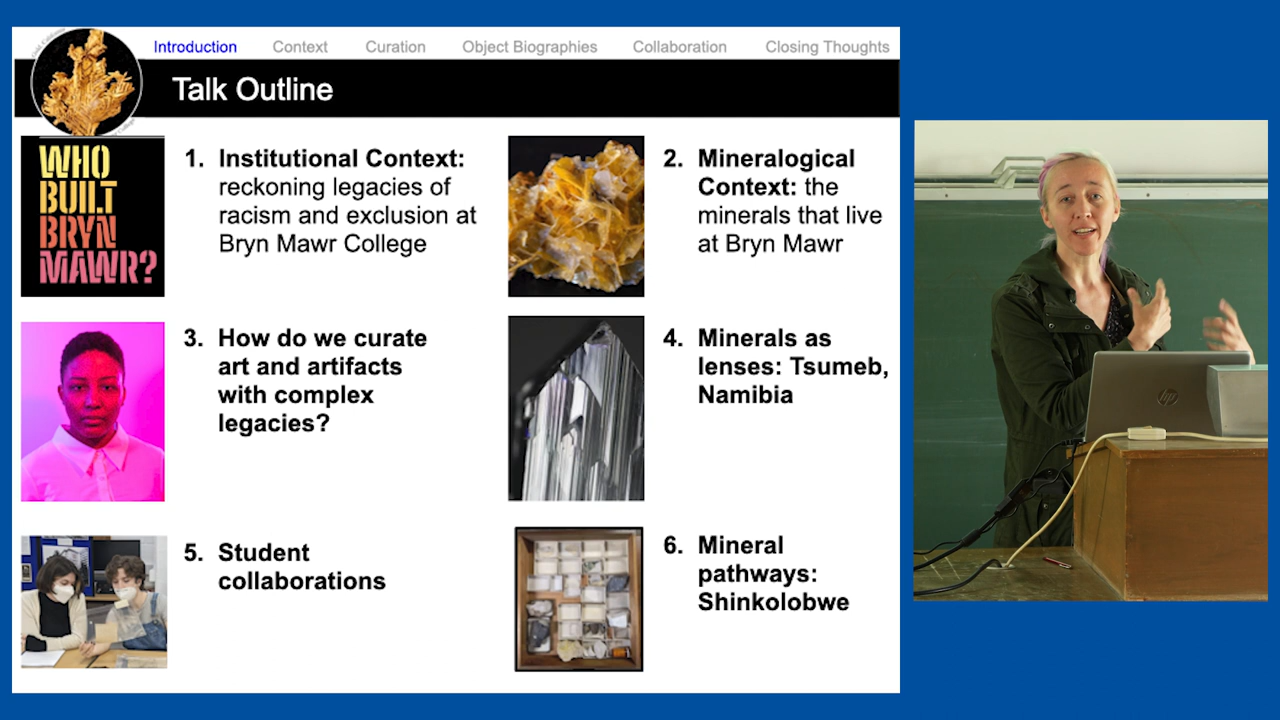 Introduction Context Curation Object Biographies Collaboration Closing Thoughts
Talk Outline
WHO
BUILT
BRYN
MAWR?
1. Institutional Context:
reckoning legacies of
racism and exclusion at
Bryn Mawr College
2. Mineralogical
Context: the
minerals that live
at Bryn Mawr
3. How do we curate
art and artifacts
with complex
legacies?
4. Minerals as
lenses: Tsumeb,
Namibia
5. Student
collaborations
6. Mineral
pathways:
Shinkolobwe
hp